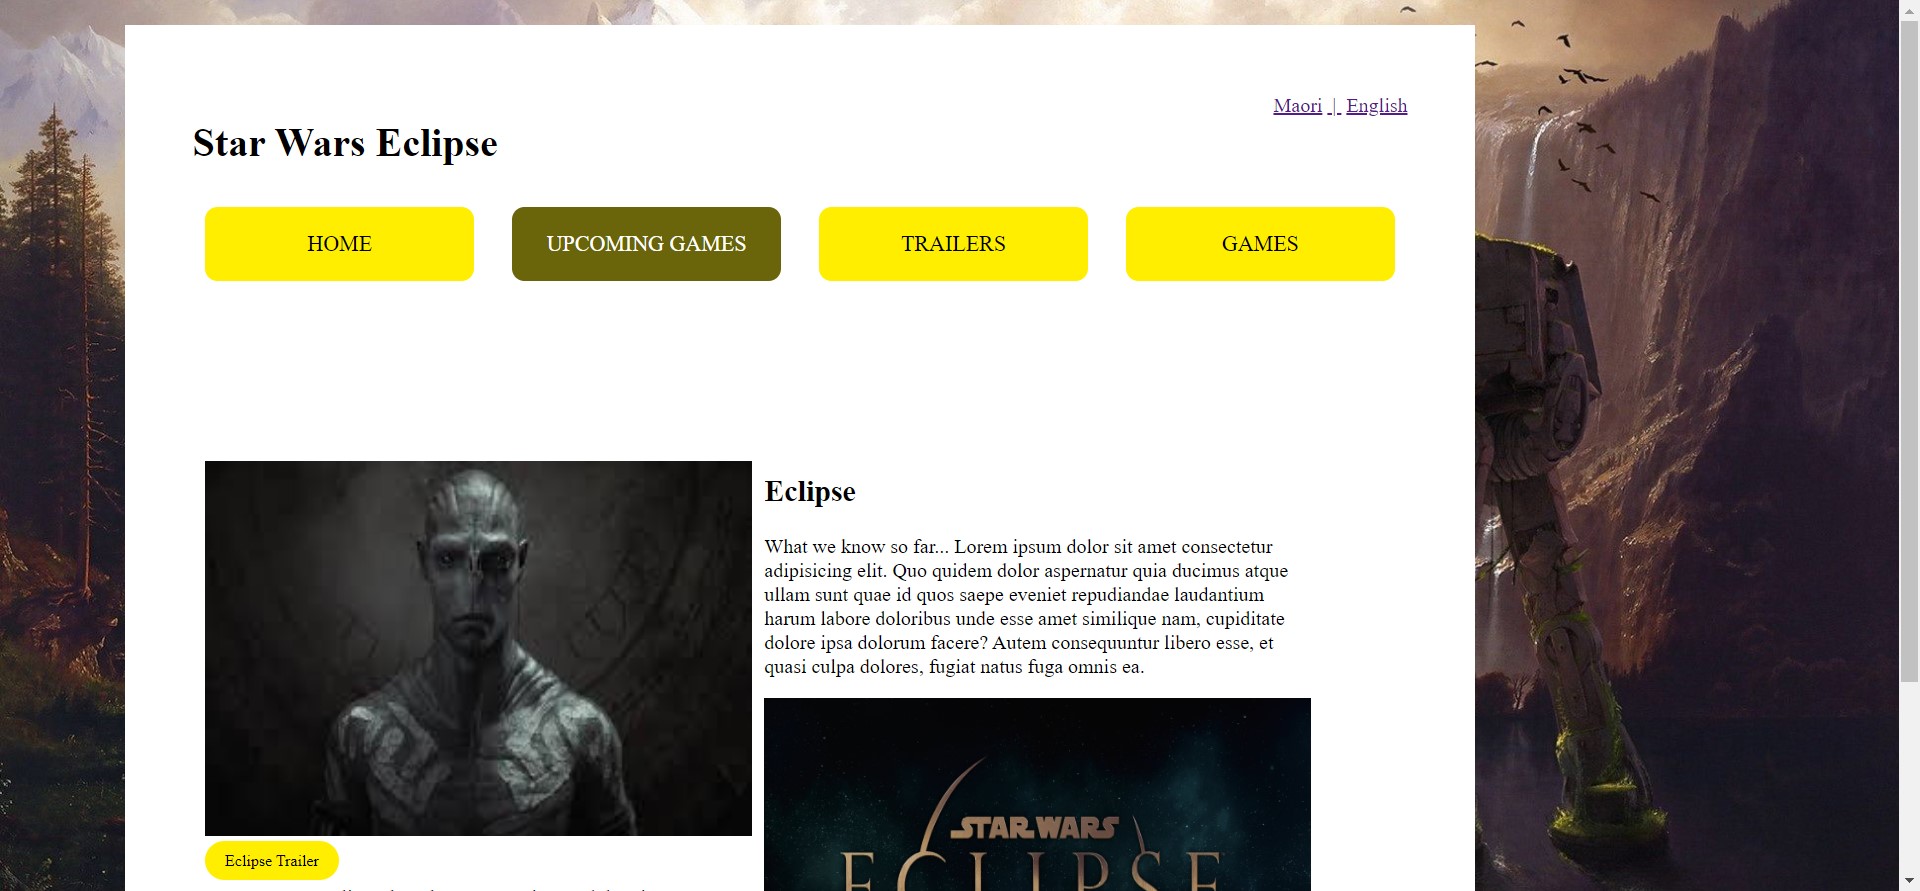 Maori | English
Star Wars Eclipse
HOME
UPCOMING GAMES
TRAILERS
GAMES
Eclipse
What we know so far... Lorem ipsum dolor sit amet consectetur
adipisicing elit. Quo quidem dolor aspernatur quia ducimus atque
ullam sunt quae id quos saepe eveniet repudiandae laudantium
harum labore doloribus unde esse amet similique nam, cupiditate
dolore ipsa dolorum facere? Autem consequuntur libero esse, et
quasi culpa dolores, fugiat natus fuga omnis ea.
STAR WARS
ECLIPSE
Eclipse Trailer